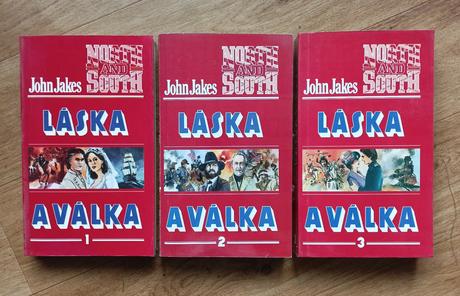 John Jakes
NORTH
AND
SOUTH
LÁSKA
A VÁLKA
1
John Jakes
NORTH
AND
SOUTH
LÁSKA
A VÁLKA
2
John Jakes
NORTH
AND
SOUTH
LÁSKA
A VÁLKA
3